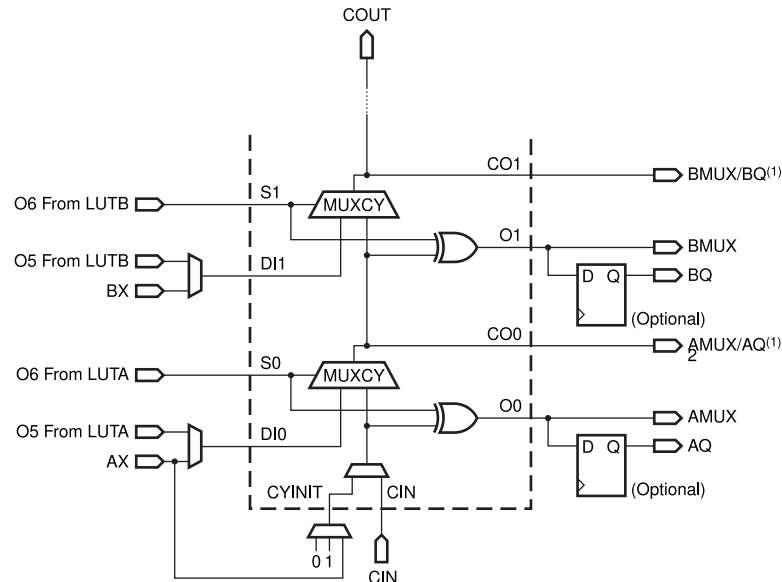 COUT
CO1
BMUX/BQ(1)
O6 From LUTB
S1
MUXCY
O5 From LUTB
DI1
O1
BMUX
BX
D Q
BQ
(Optional)
CO0
AMUX/AQ(1)
2
O6 From LUTA
S0
MUXCY
O5 From LUTA
DI0
O0
AMUX
AX
D Q
AQ
CYINIT
CIN
(Optional)
0 1
CIN